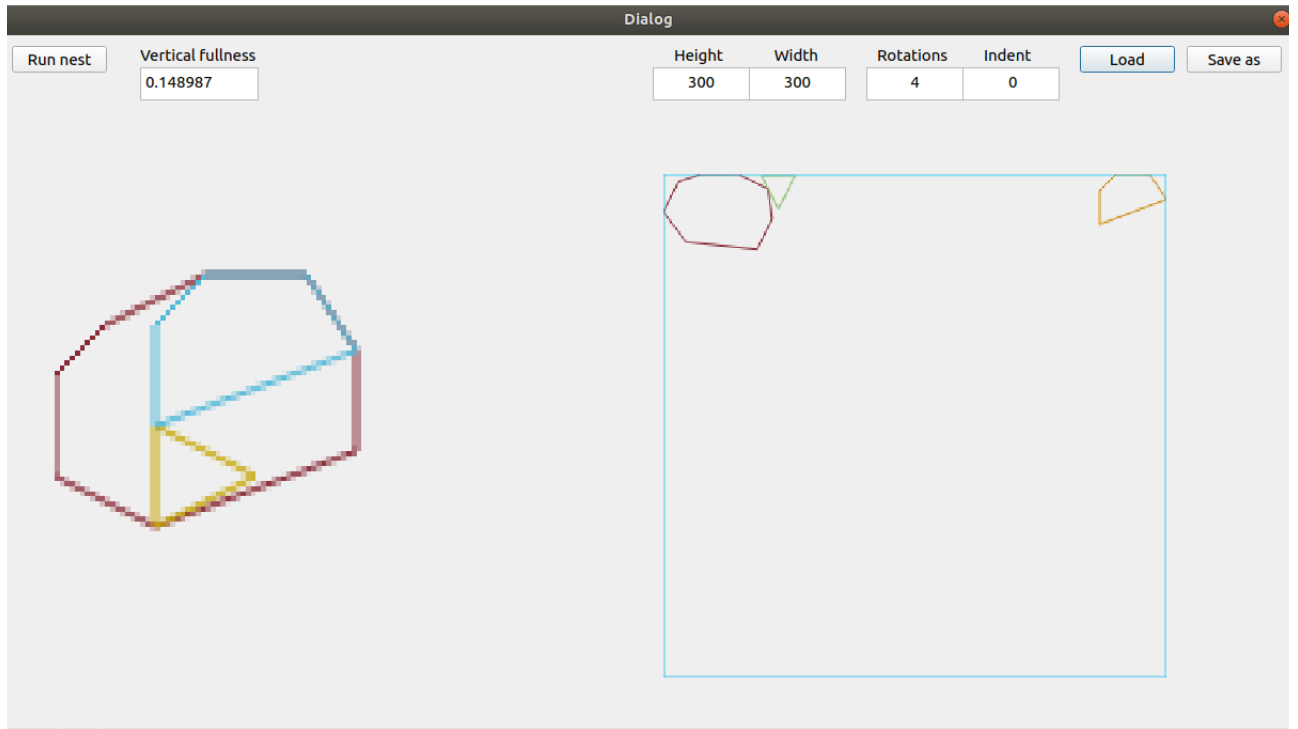 Dialog
Run nest
Vertical fullness
0.148987
Height
Width
300
300
Rotations
Indent
4
0
Load
Save as